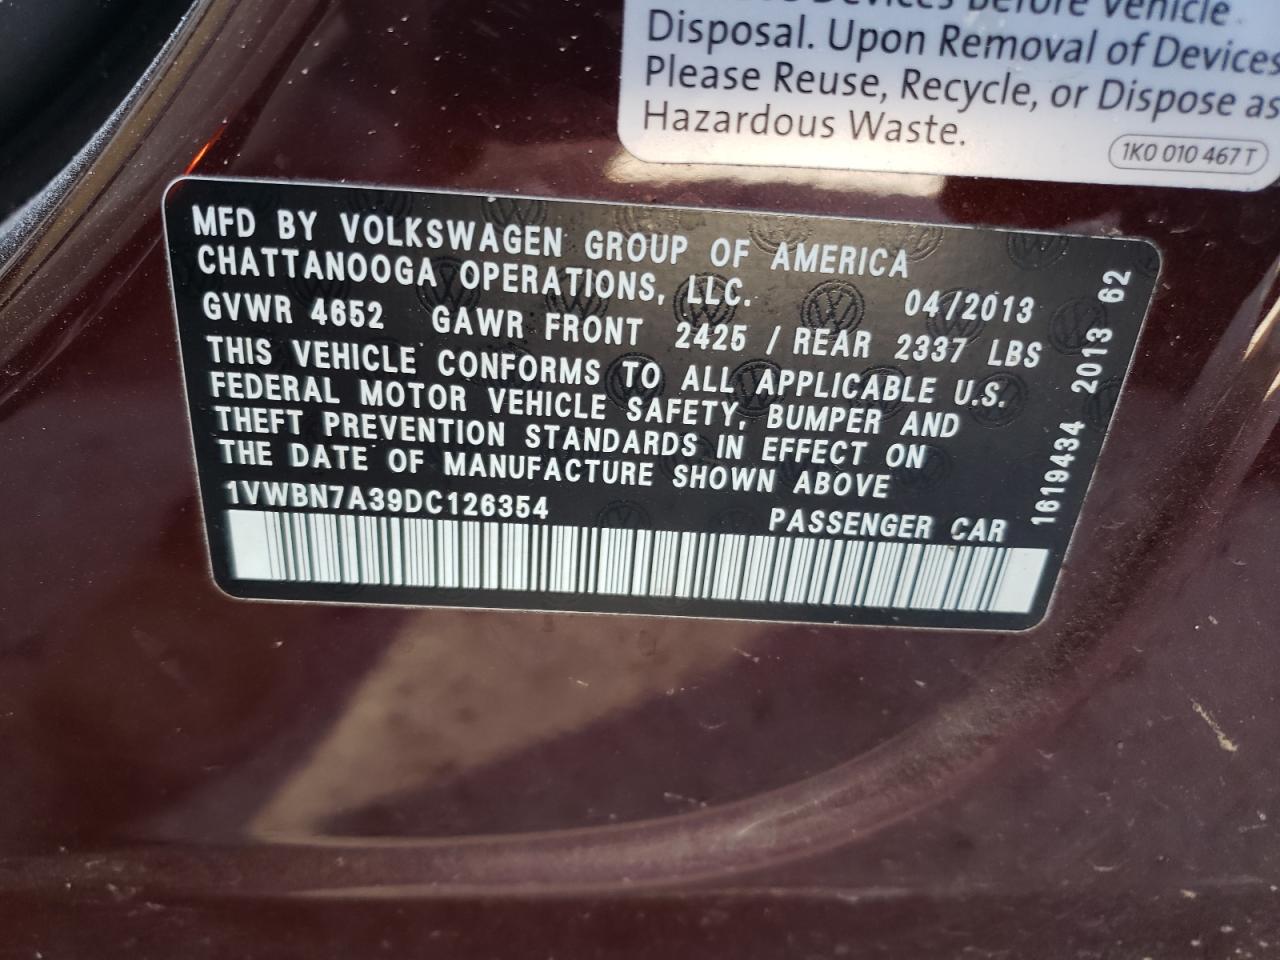 Devices Before Vehicle
Disposal. Upon Removal of Devices
Please Reuse, Recycle, or Dispose as
Hazardous Waste.
1K0 010 467 T
MFD BY VOLKSWAGEN GROUP OF AMERICA
CHATTANOOGA OPERATIONS, LLC.
04/2013
GVWR 4652 GAWR FRONT 2425 / REAR 2337 LBS
THIS VEHICLE CONFORMS TO ALL APPLICABLE U.S.
FEDERAL MOTOR VEHICLE SAFETY, BUMPER AND
THEFT PREVENTION STANDARDS IN EFFECT ON
THE DATE OF MANUFACTURE SHOWN ABOVE
1VWBN7A39DC126354
PASSENGER CAR
1619434 2013 62